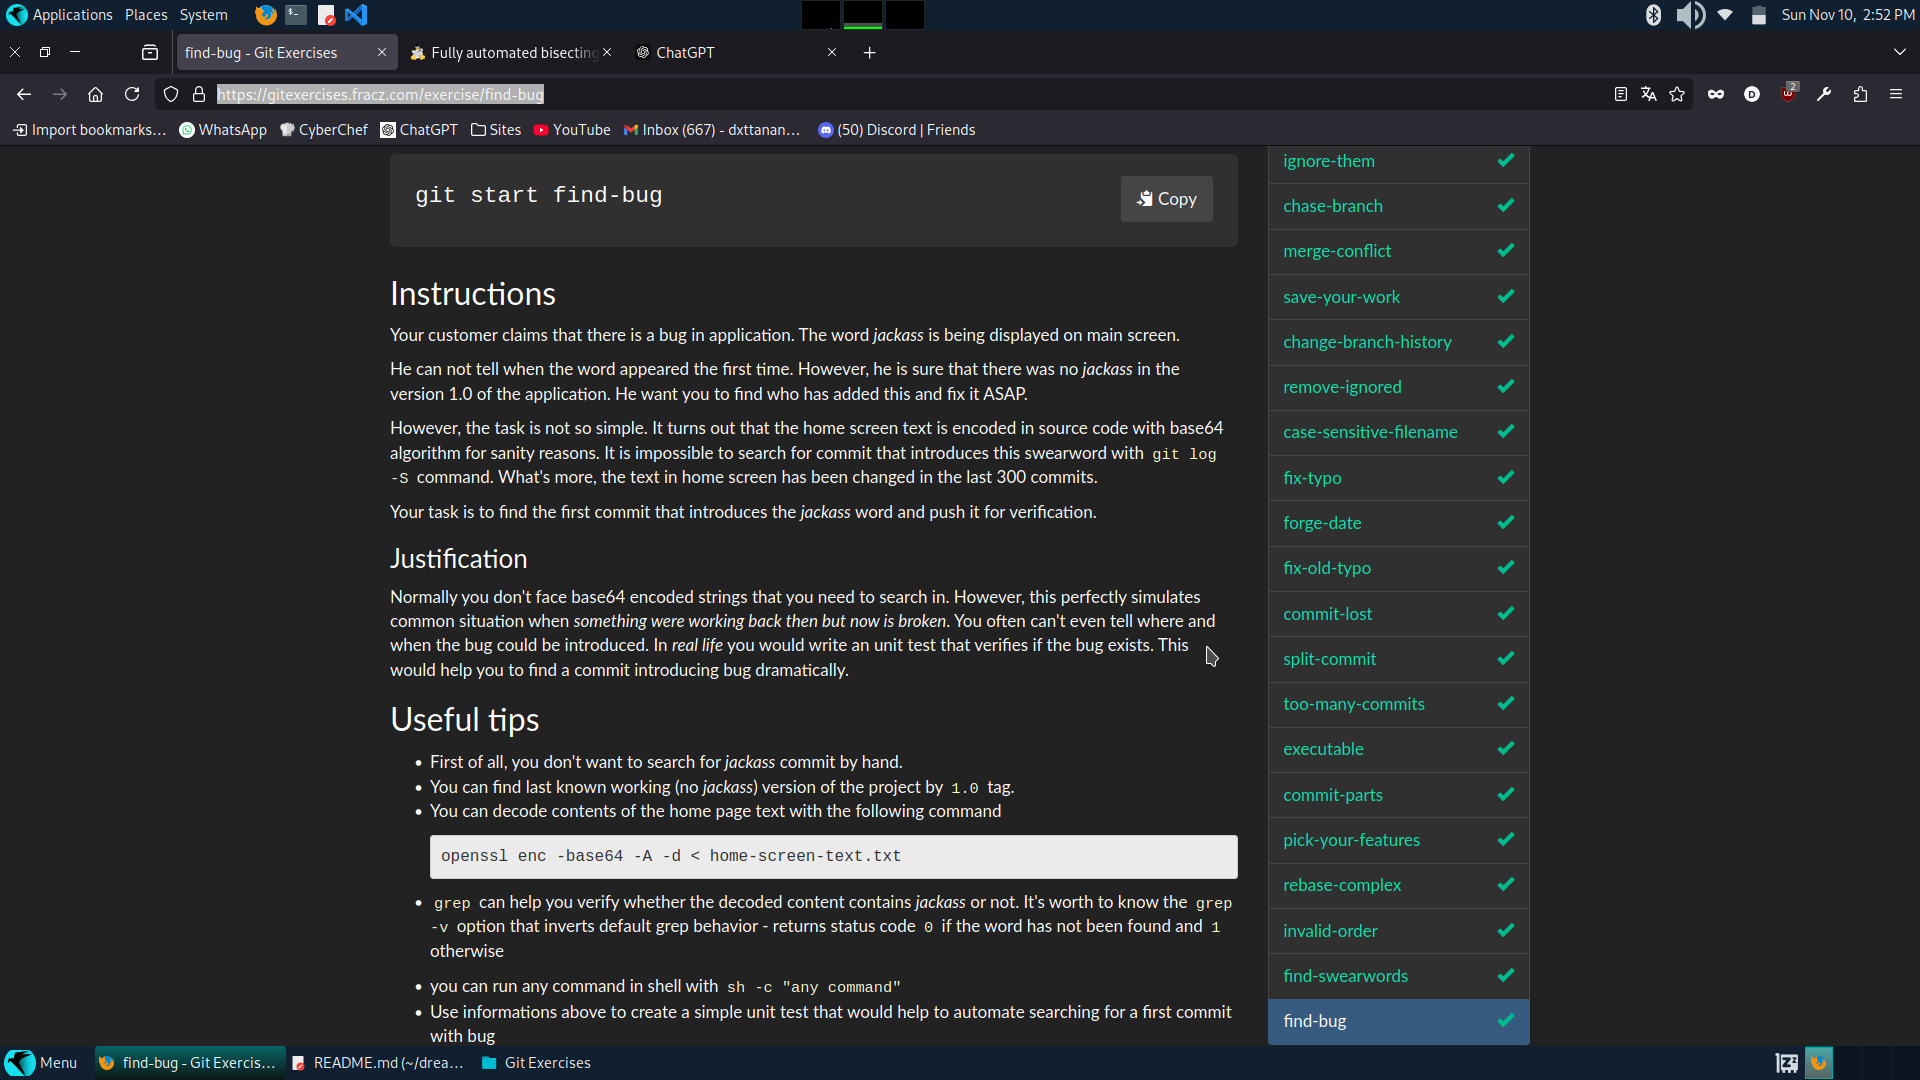 Applications Places System
Sun Nov 10, 2:52 PM
find-bug - Git Exercises
Fully automated bisecting
ChatGPT
https://gitexercises.fracz.com/exercise/find-bug
2
Import bookmarks... WhatsApp CyberChef ChatGPT Sites YouTube Inbox (667) - dxttanan... (50) Discord | Friends
git start find-bug
Copy
Instructions
Your customer claims that there is a bug in application. The word jackass is being displayed on main screen.
He can not tell when the word appeared the first time. However, he is sure that there was no jackass in the
version 1.0 of the application. He want you to find who has added this and fix it ASAP.
However, the task is not so simple. It turns out that the home screen text is encoded in source code with base64
algorithm for sanity reasons. It is impossible to search for commit that introduces this swearword with git log
-S command. What's more, the text in home screen has been changed in the last 300 commits.
Your task is to find the first commit that introduces the jackass word and push it for verification.
Justification
Normally you don't face base64 encoded strings that you need to search in. However, this perfectly simulates
common situation when something were working back then but now is broken. You often can't even tell where and
when the bug could be introduced. In real life you would write an unit test that verifies if the bug exists. This
would help you to find a commit introducing bug dramatically.
Useful tips
• First of all, you don't want to search for jackass commit by hand.
• You can find last known working (no jackass) version of the project by 1.0 tag.
• You can decode contents of the home page text with the following command
openssl enc -base64 -A -d < home-screen-text.txt
• grep can help you verify whether the decoded content contains jackass or not. It's worth to know the grep
-v option that inverts default grep behavior - returns status code 0 if the word has not been found and 1
otherwise
• you can run any command in shell with sh -c "any command"
• Use informations above to create a simple unit test that would help to automate searching for a first commit
with bug
ignore-them
chase-branch
merge-conflict
save-your-work
change-branch-history
remove-ignored
case-sensitive-filename
fix-typo
forge-date
fix-old-typo
commit-lost
split-commit
too-many-commits
executable
commit-parts
pick-your-features
rebase-complex
invalid-order
find-swearwords
find-bug
Menu
find-bug - Git Exercis...
README.md (~/drea...
Git Exercises